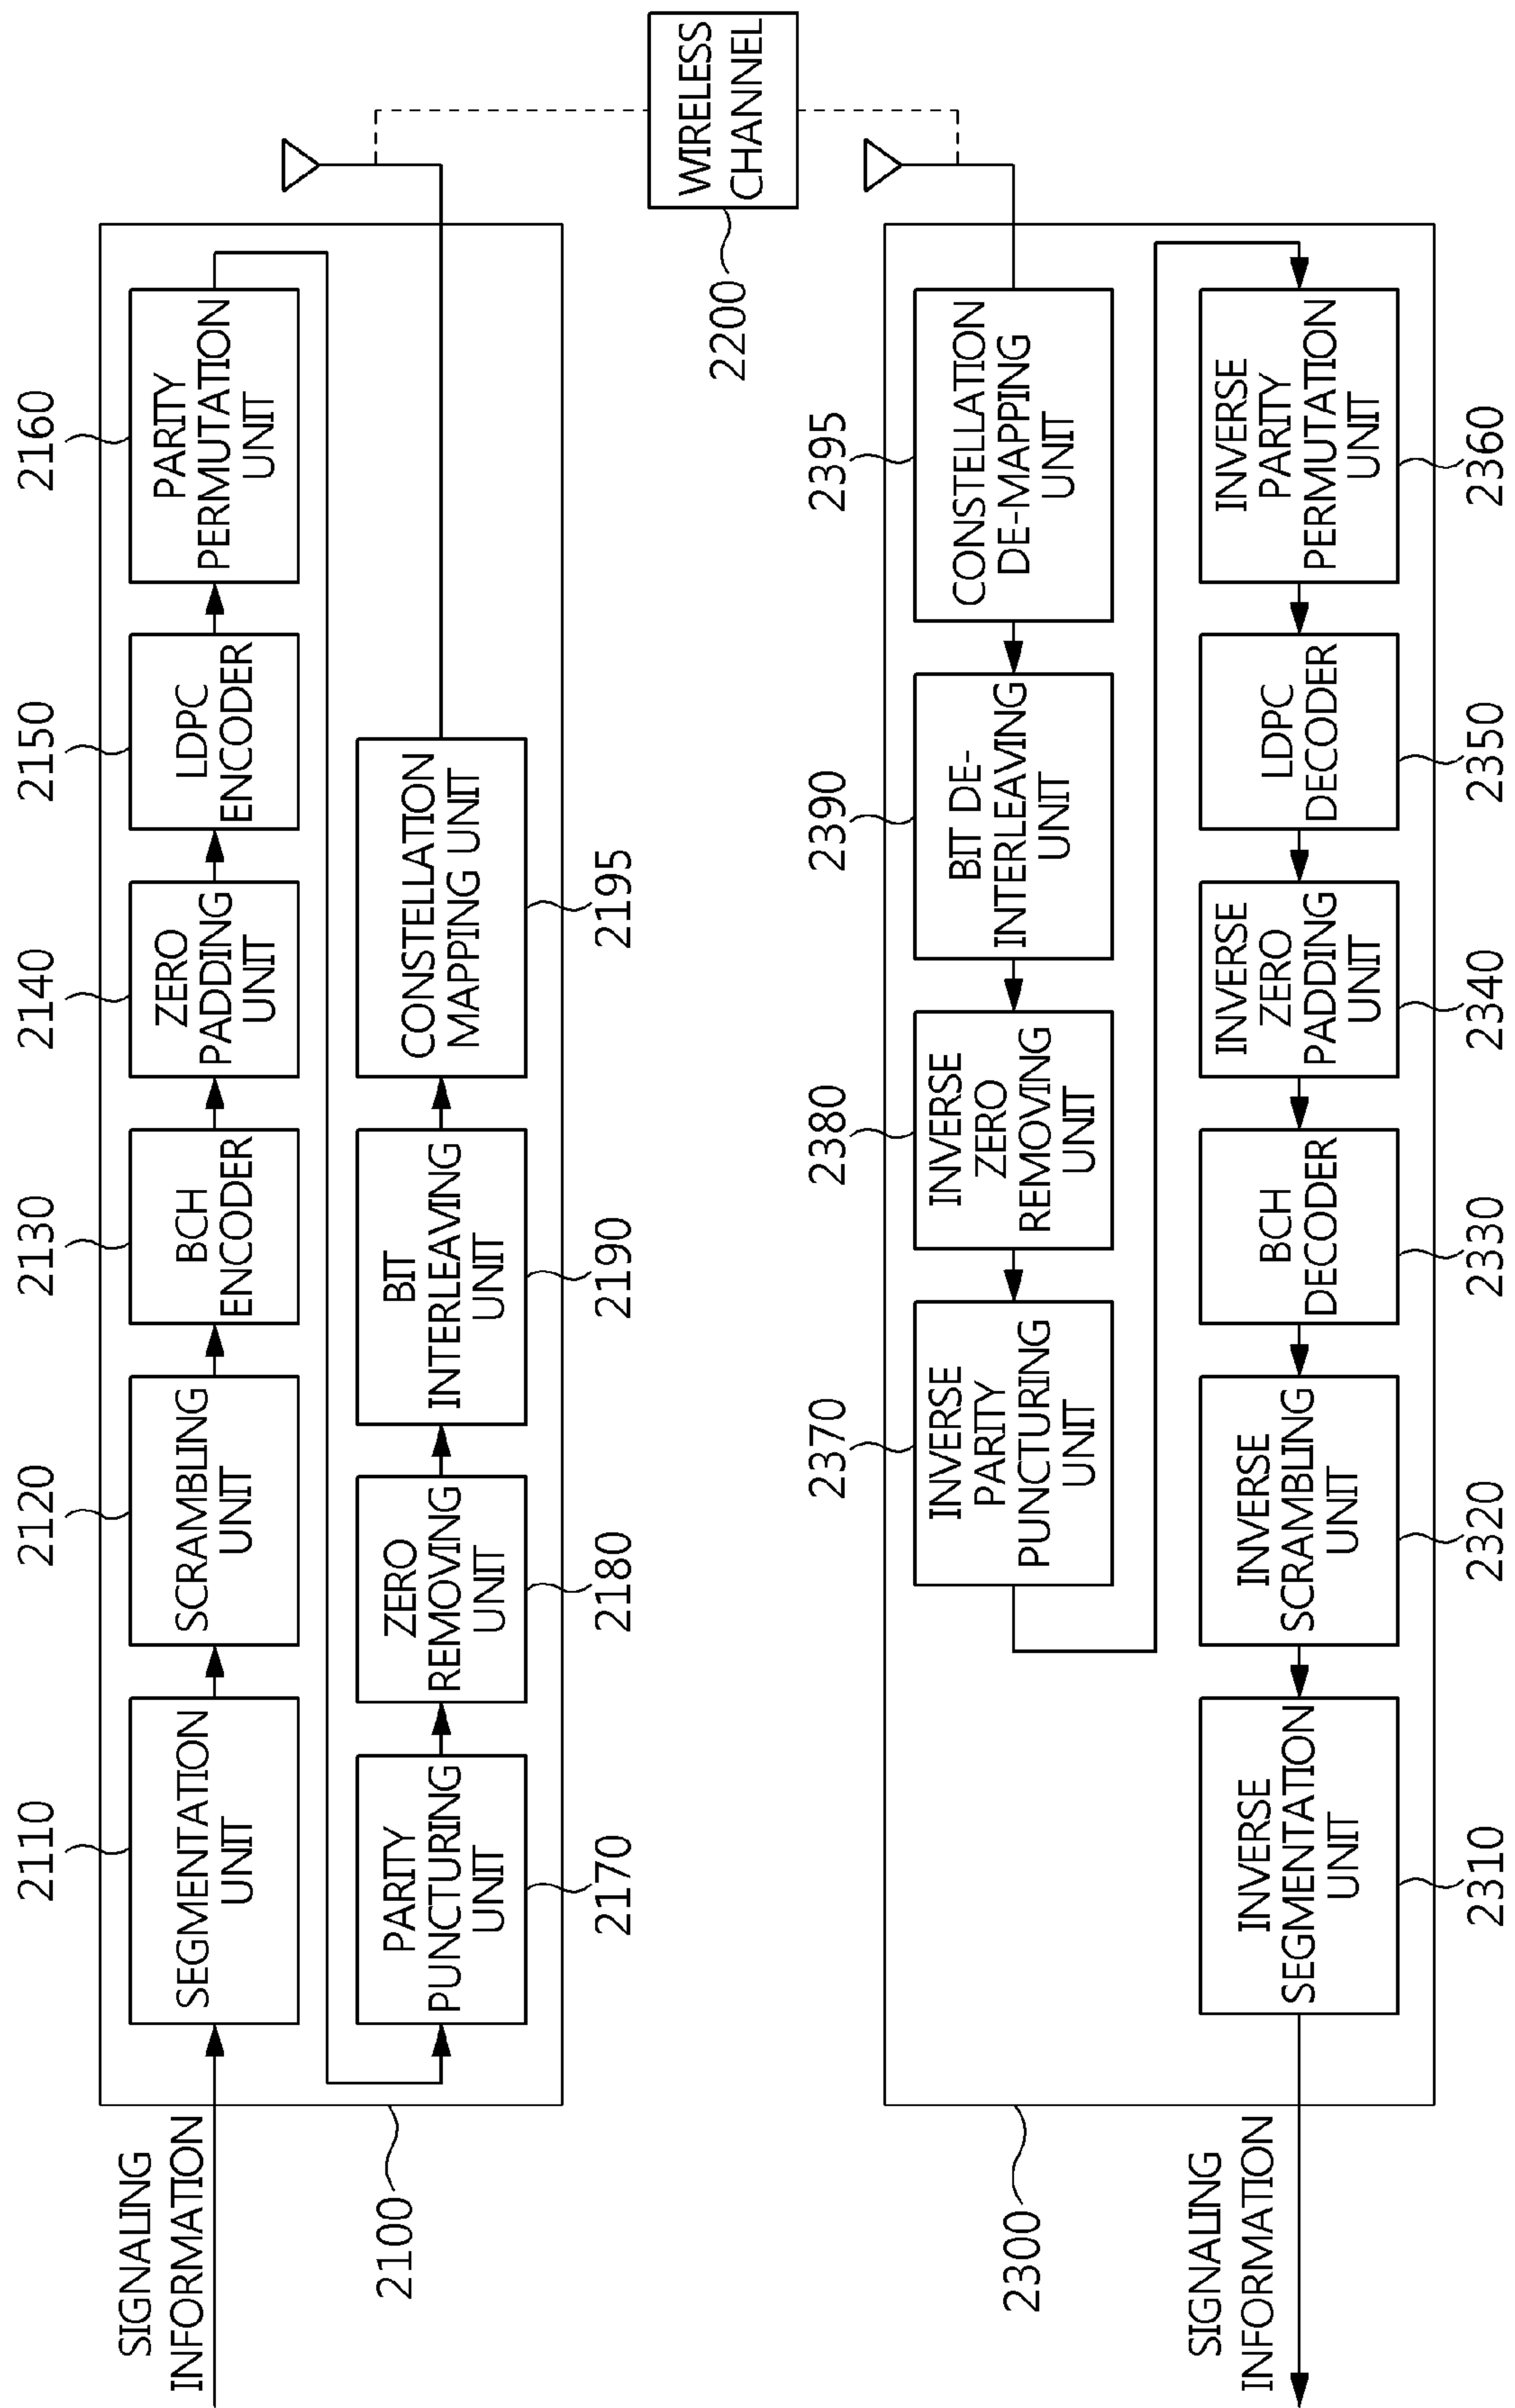 SIGNALING
INFORMATION
2110
SEGMENTATION
UNIT
2120
SCRAMBLING
UNIT
2130
BCH
ENCODER
2140
ZERO
PADDING
UNIT
2150
LDPC
ENCODER
2160
PARITY
PERMUTATION
UNIT
2100
PARITY
PUNCTURING
UNIT
2170
ZERO
REMOVING
UNIT
2180
BIT
INTERLEAVING
UNIT
2190
CONSTELLATION
MAPPING UNIT
2195
WIRELESS
CHANNEL
2200
2300
2370
INVERSE
PARITY
PUNCTURING
UNIT
2380
INVERSE
ZERO
REMOVING
UNIT
2390
BIT DE-
INTERLEAVING
UNIT
2395
CONSTELLATION
DE-MAPPING
UNIT
SIGNALING
INFORMATION
INVERSE
SEGMENTATION
UNIT
2310
INVERSE
SCRAMBLING
UNIT
2320
BCH
DECODER
2330
INVERSE
ZERO
PADDING
UNIT
2340
LDPC
DECODER
2350
INVERSE
PARITY
PERMUTATION
UNIT
2360